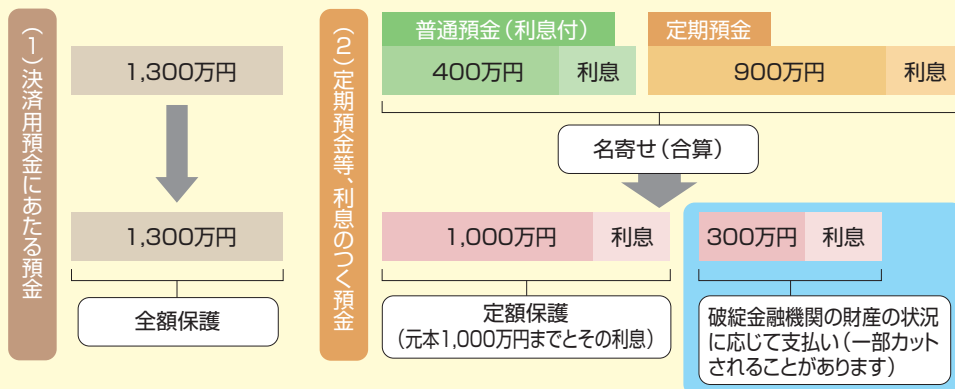 (1)決済用預金にあたる預金
1,300万円
1,300万円
全額保護
(2)定期預金等、利息のつく預金
普通預金(利息付)
定期預金
400万円
利息
900万円
利息
名寄せ(合算)
1,000万円
利息
300万円
利息
定額保護
(元本1,000万円までとその利息)
破綻金融機関の財産の状況
に応じて支払い(一部カット
されることがあります)